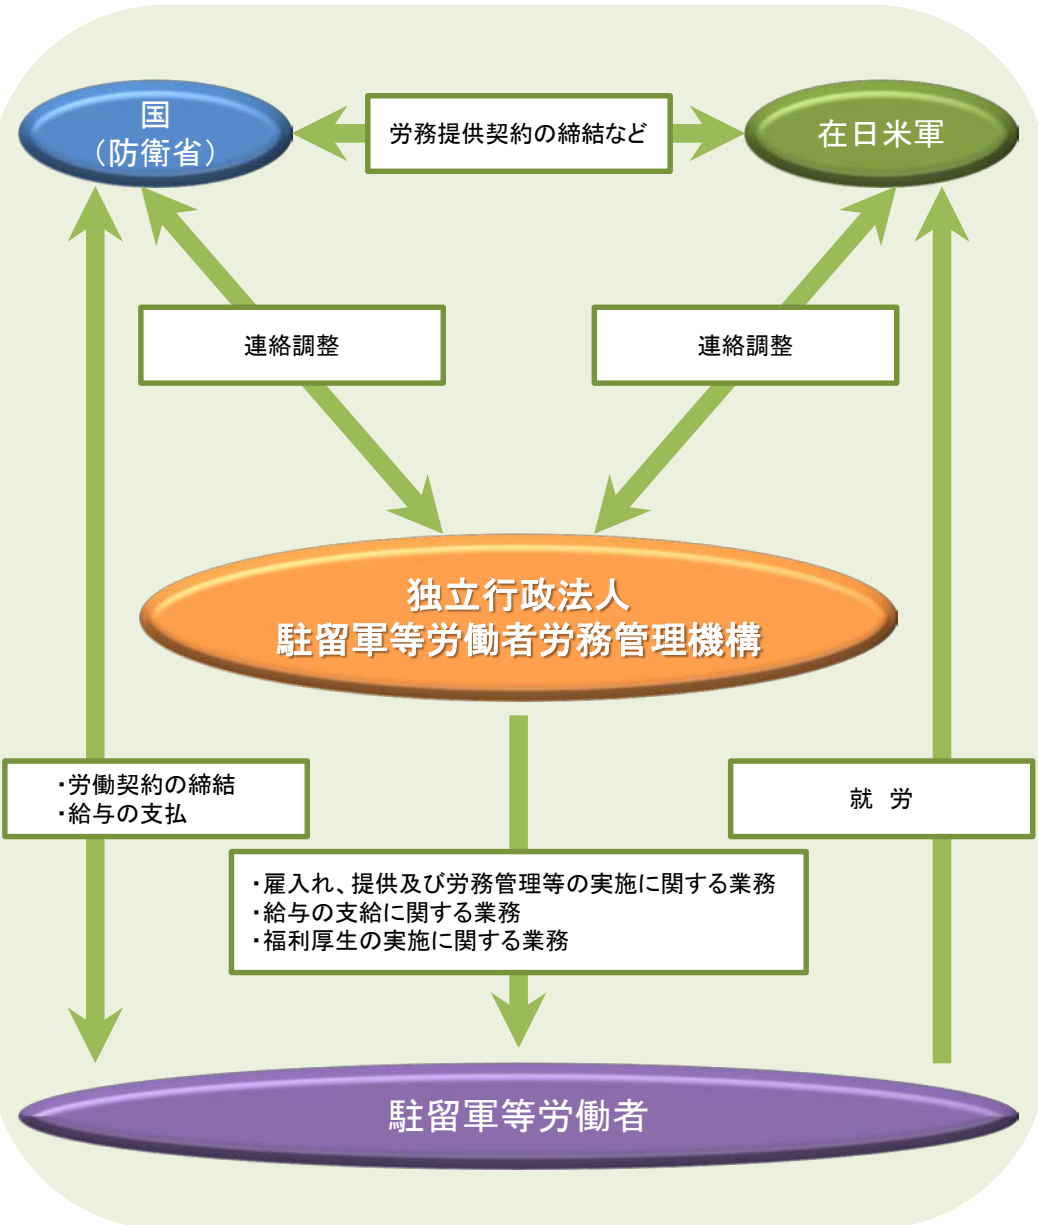 国
（防衛省）
労務提供契約の締結など
在日米軍
連絡調整
連絡調整
独立行政法人
駐留軍等労働者労務管理機構
・労働契約の締結
・給与の支払
就　労
・雇入れ、提供及び労務管理等の実施に関する業務
・給与の支給に関する業務
・福利厚生の実施に関する業務
駐留軍等労働者